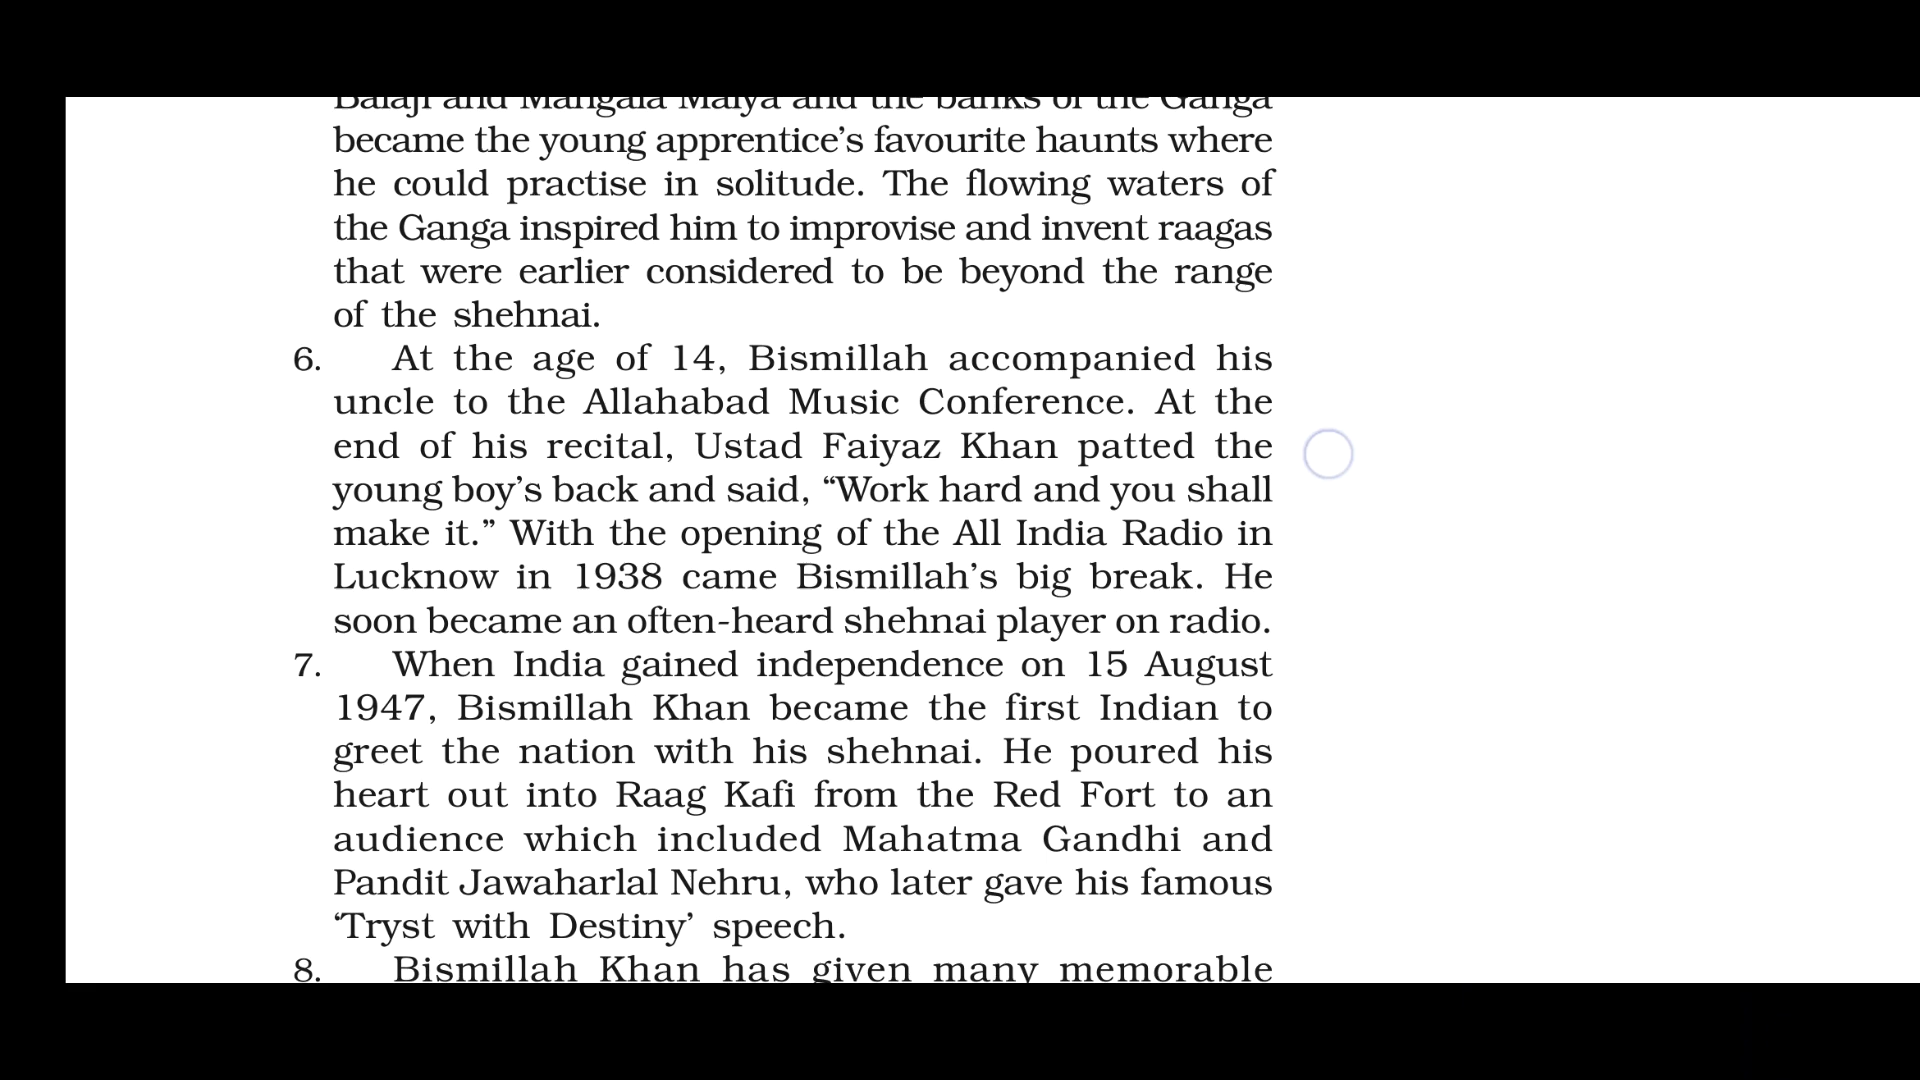 Balaji and Mangala Maiya and the banks of the Ganga
became the young apprentice’s favourite haunts where
he could practise in solitude. The flowing waters of
the Ganga inspired him to improvise and invent raagas
that were earlier considered to be beyond the range
of the shehnai.
6. At the age of 14, Bismillah accompanied his
uncle to the Allahabad Music Conference. At the
end of his recital, Ustad Faiyaz Khan patted the
young boy’s back and said, “Work hard and you shall
make it.” With the opening of the All India Radio in
Lucknow in 1938 came Bismillah’s big break. He
soon became an often-heard shehnai player on radio.
7. When India gained independence on 15 August
1947, Bismillah Khan became the first Indian to
greet the nation with his shehnai. He poured his
heart out into Raag Kafi from the Red Fort to an
audience which included Mahatma Gandhi and
Pandit Jawaharlal Nehru, who later gave his famous
‘Tryst with Destiny’ speech.
8. Bismillah Khan has given many memorable